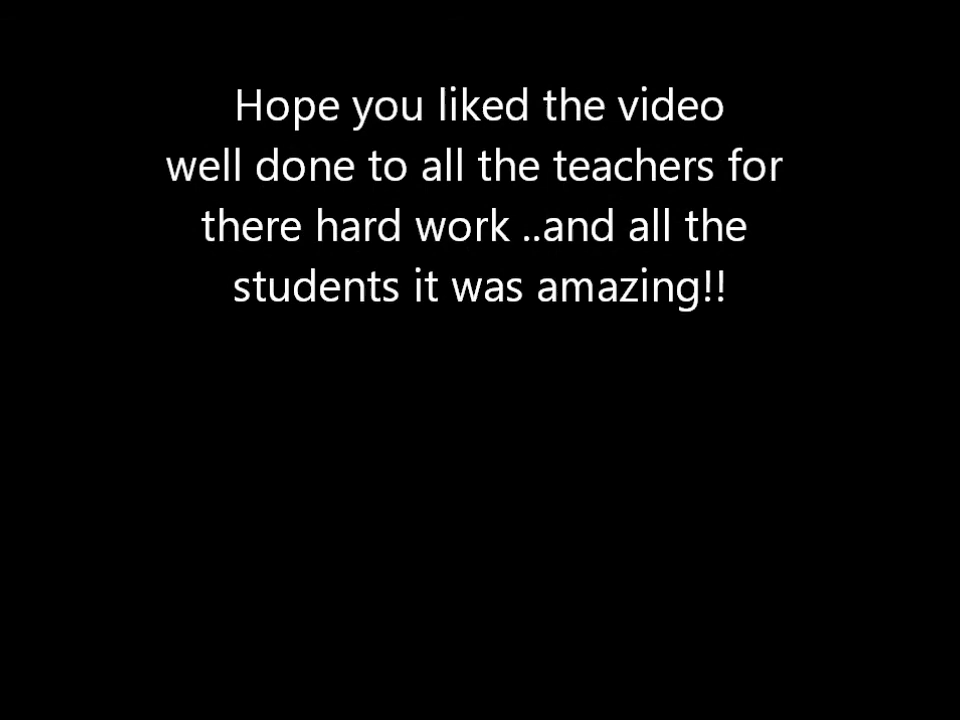 Hope you liked the video
well done to all the teachers for
there hard work ..and all the
students it was amazing!!